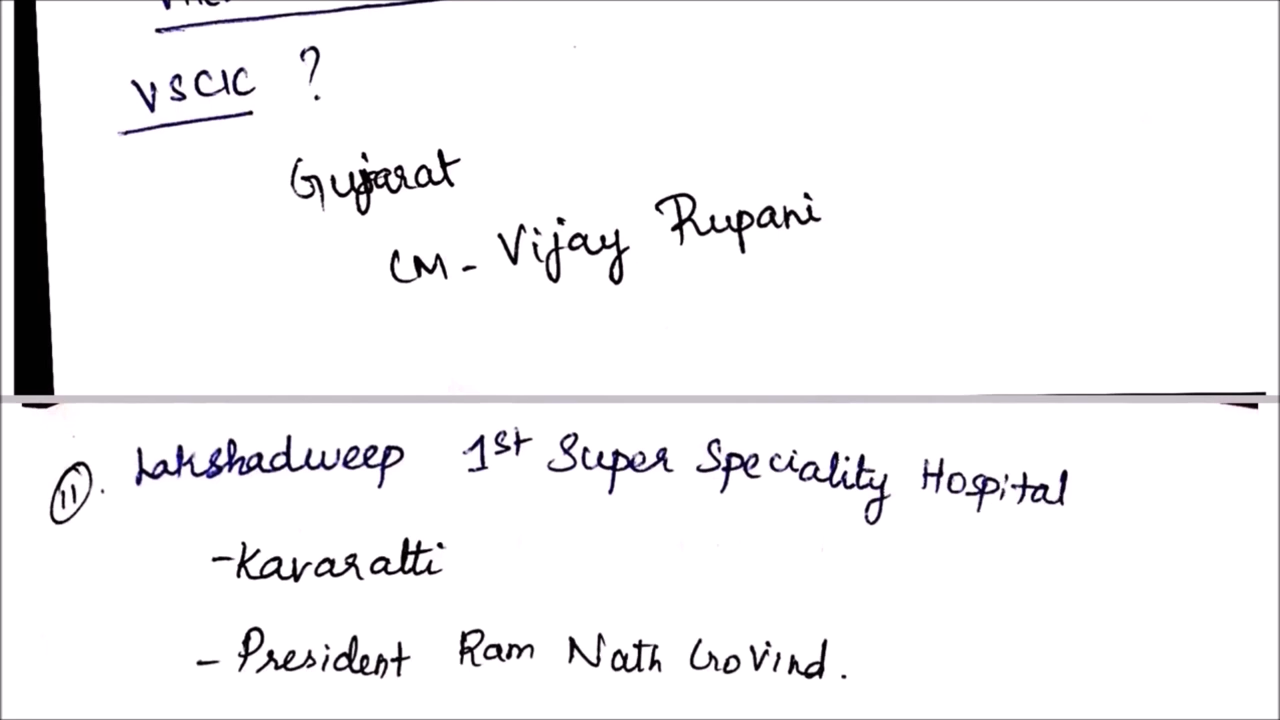 VSCIC ?
Gujarat
CM - Vijay Rupani
11. Lakshadweep 1st Super Speciality Hospital
- Kavaratti
- President Ram Nath Govind.